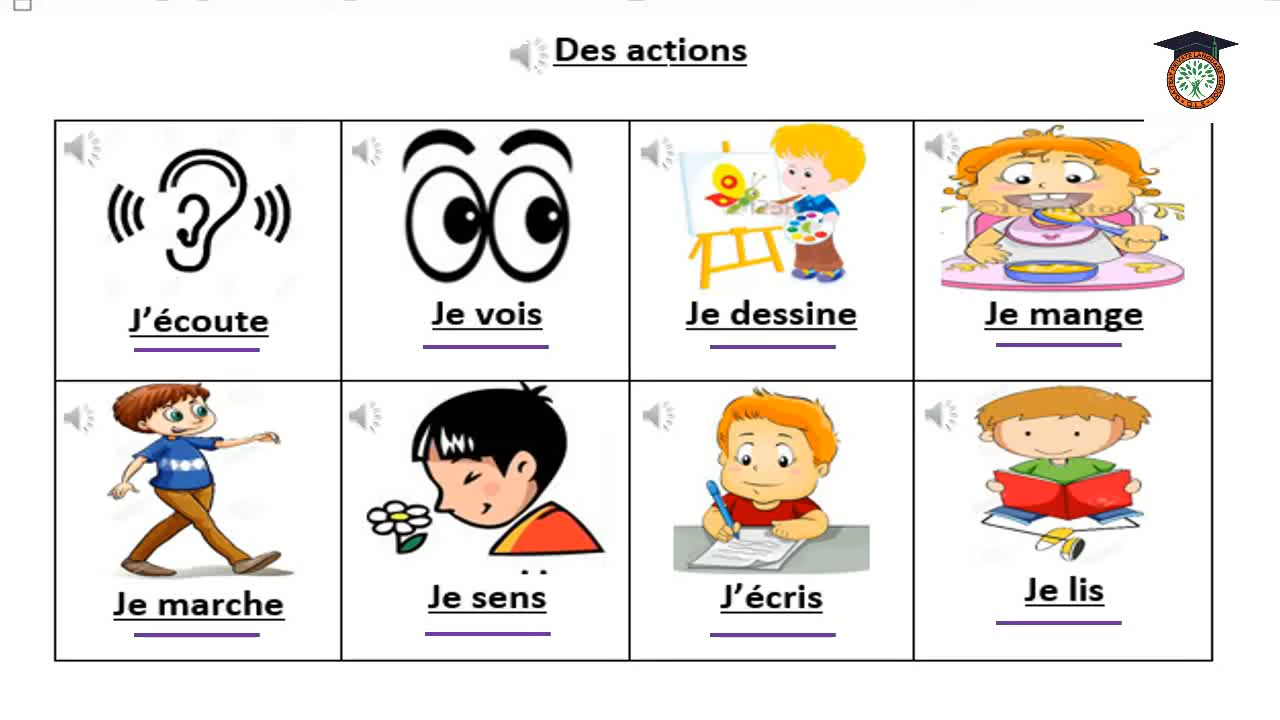 Des actions
J'écoute
Je vois
Je dessine
Je mange
Je marche
Je sens
J'écris
Je lis